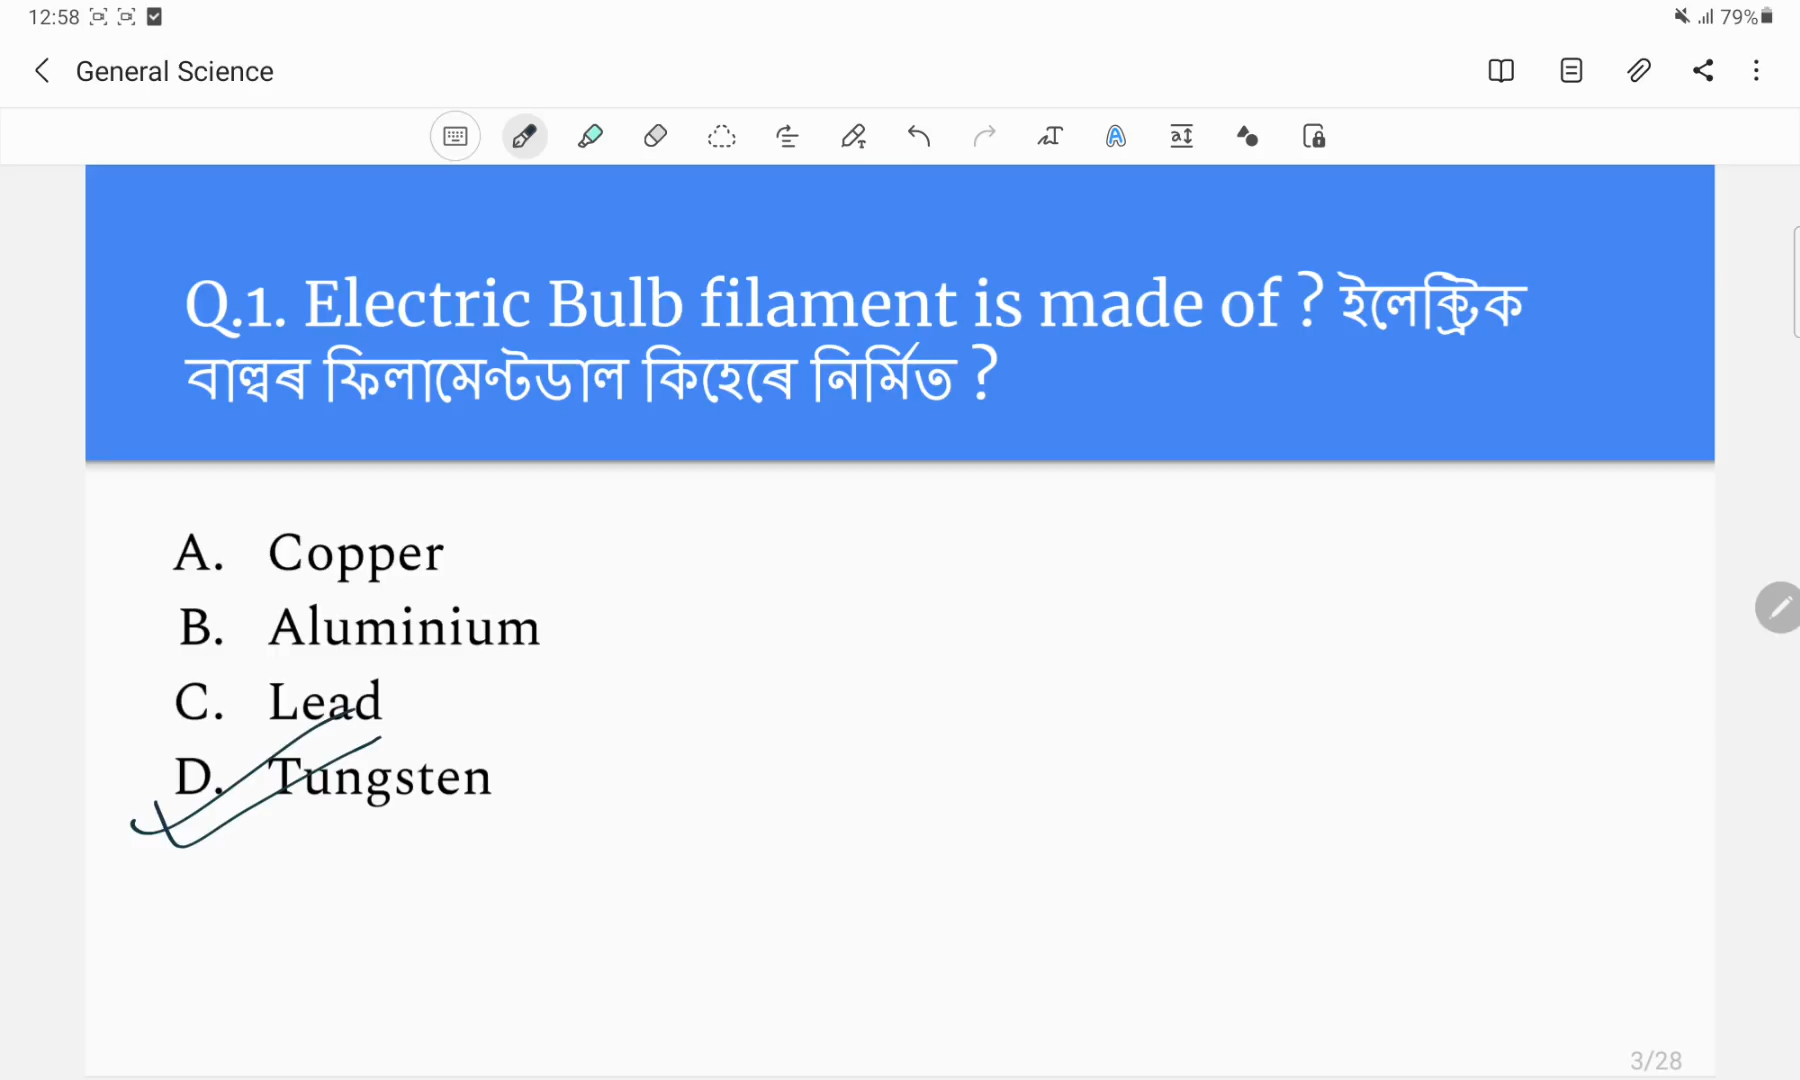 12:58
79%
General Science
Q.1. Electric Bulb filament is made of ? ইলেক্ট্ৰিক
বাল্বৰ ফিলামেন্টডাল কিহেৰে নিৰ্মিত ?
A. Copper
B. Aluminium
C. Lead
D. Tungsten
3/28